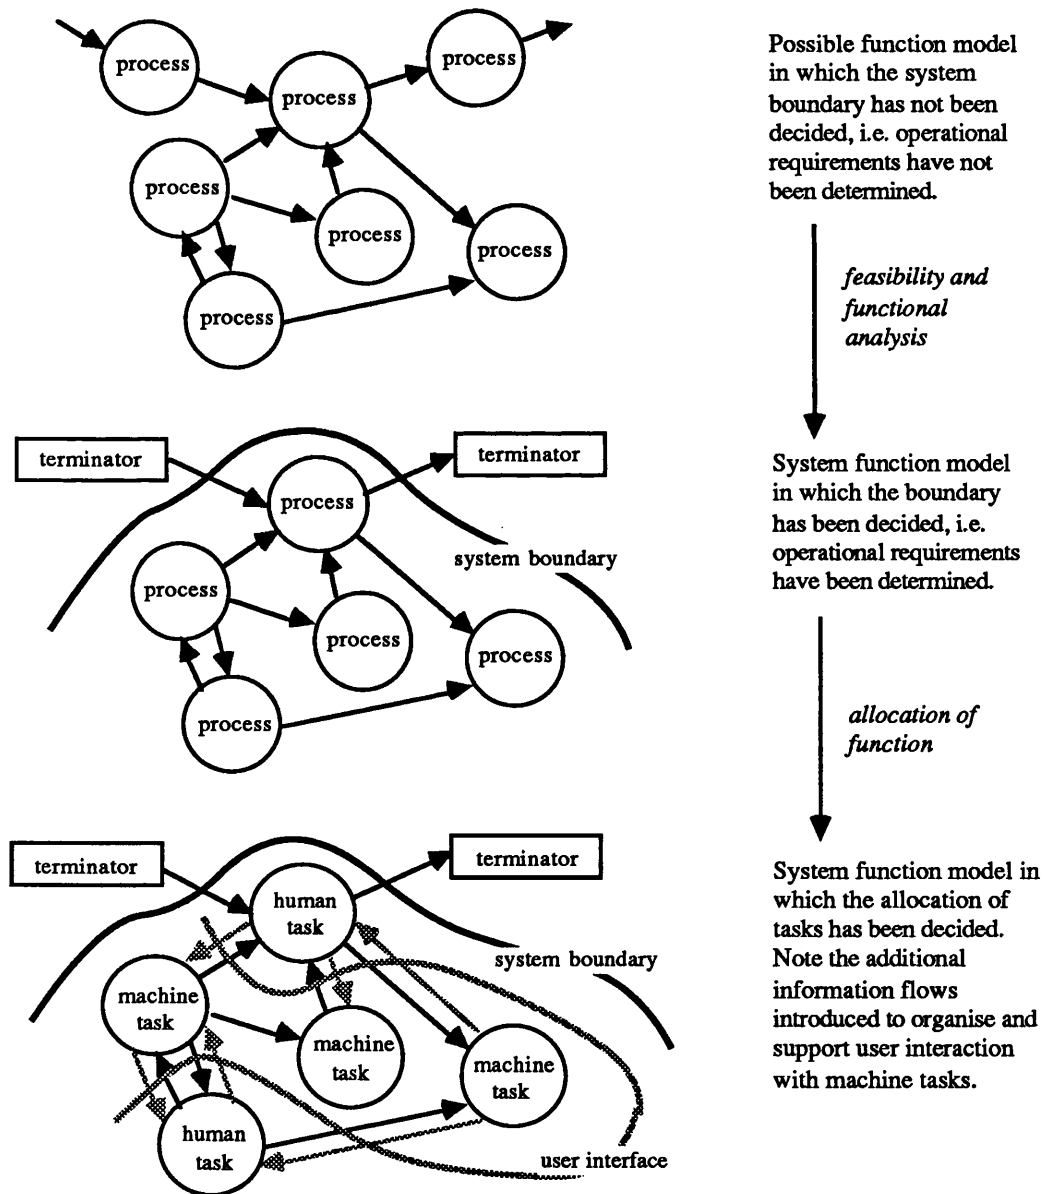 process
process
process
process
process
process
process
Possible function model
in which the system
boundary has not been
decided, i.e. operational
requirements have not
been determined.
feasibility and
functional
analysis
terminator
terminator
process
system boundary
process
process
process
process
System function model
in which the boundary
has been decided, i.e.
operational requirements
have been determined.
allocation of
function
terminator
terminator
human
task
system boundary
machine
task
machine
task
machine
task
human
task
user interface
System function model in
which the allocation of
tasks has been decided.
Note the additional
information flows
introduced to organise and
support user interaction
with machine tasks.